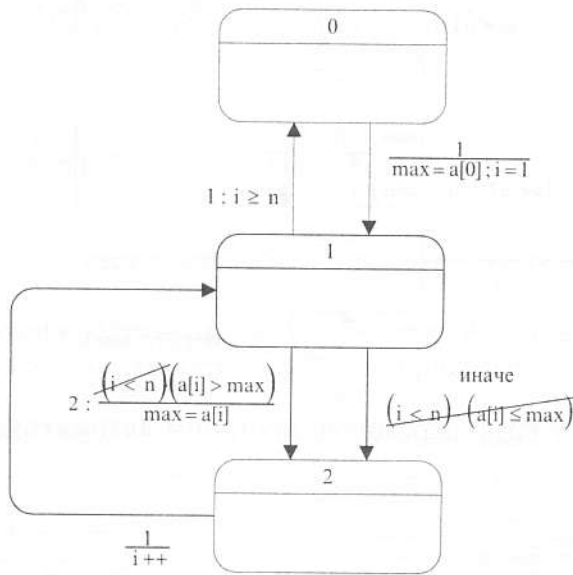 0
1
max = a[0]; i = 1
1 : i ≥ n
1
2 : (i < n) (a[i] > max)
max = a[i]
иначе
(i < n) · (a[i] ≤ max)
2
1
i ++